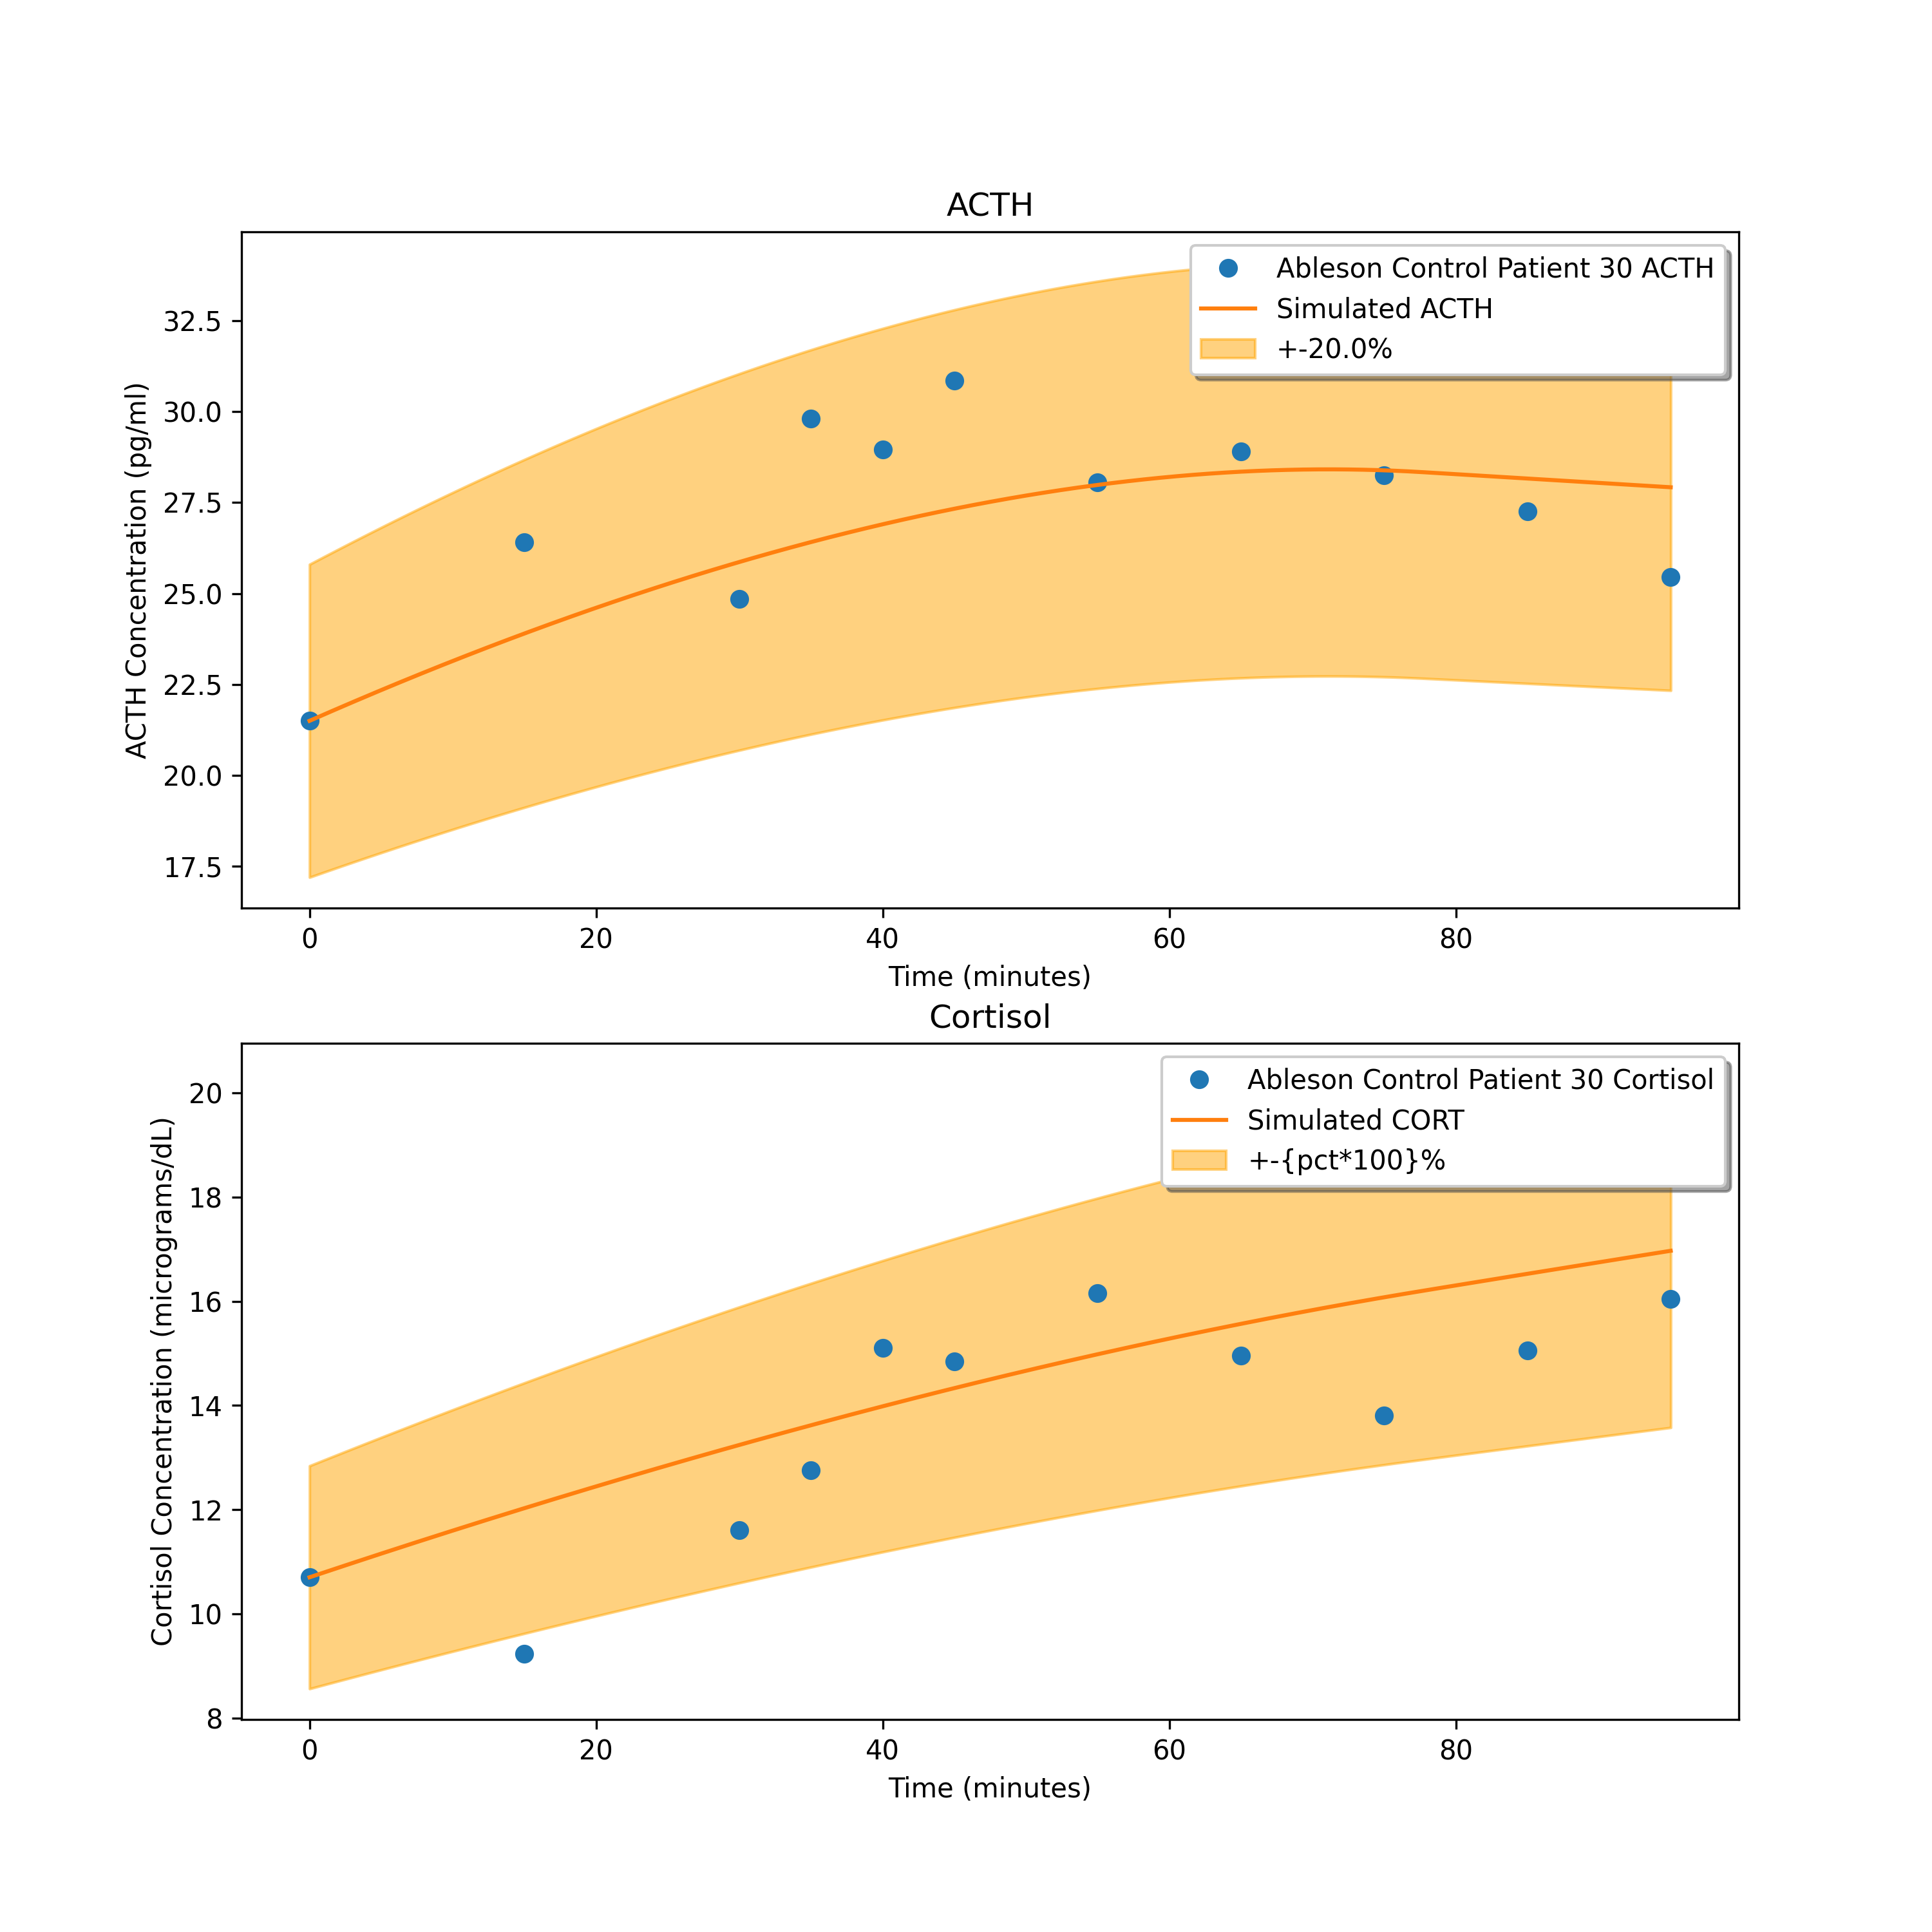 ACTH
Ableson Control Patient 30 ACTH
Simulated ACTH
+-20.0%
ACTH Concentration (pg/ml)
32.5
30.0
27.5
25.0
22.5
20.0
17.5
0 20 40 60 80
Time (minutes)
Cortisol
Ableson Control Patient 30 Cortisol
Simulated CORT
+-{pct*100}%
Cortisol Concentration (micrograms/dL)
20
18
16
14
12
10
8
0 20 40 60 80
Time (minutes)